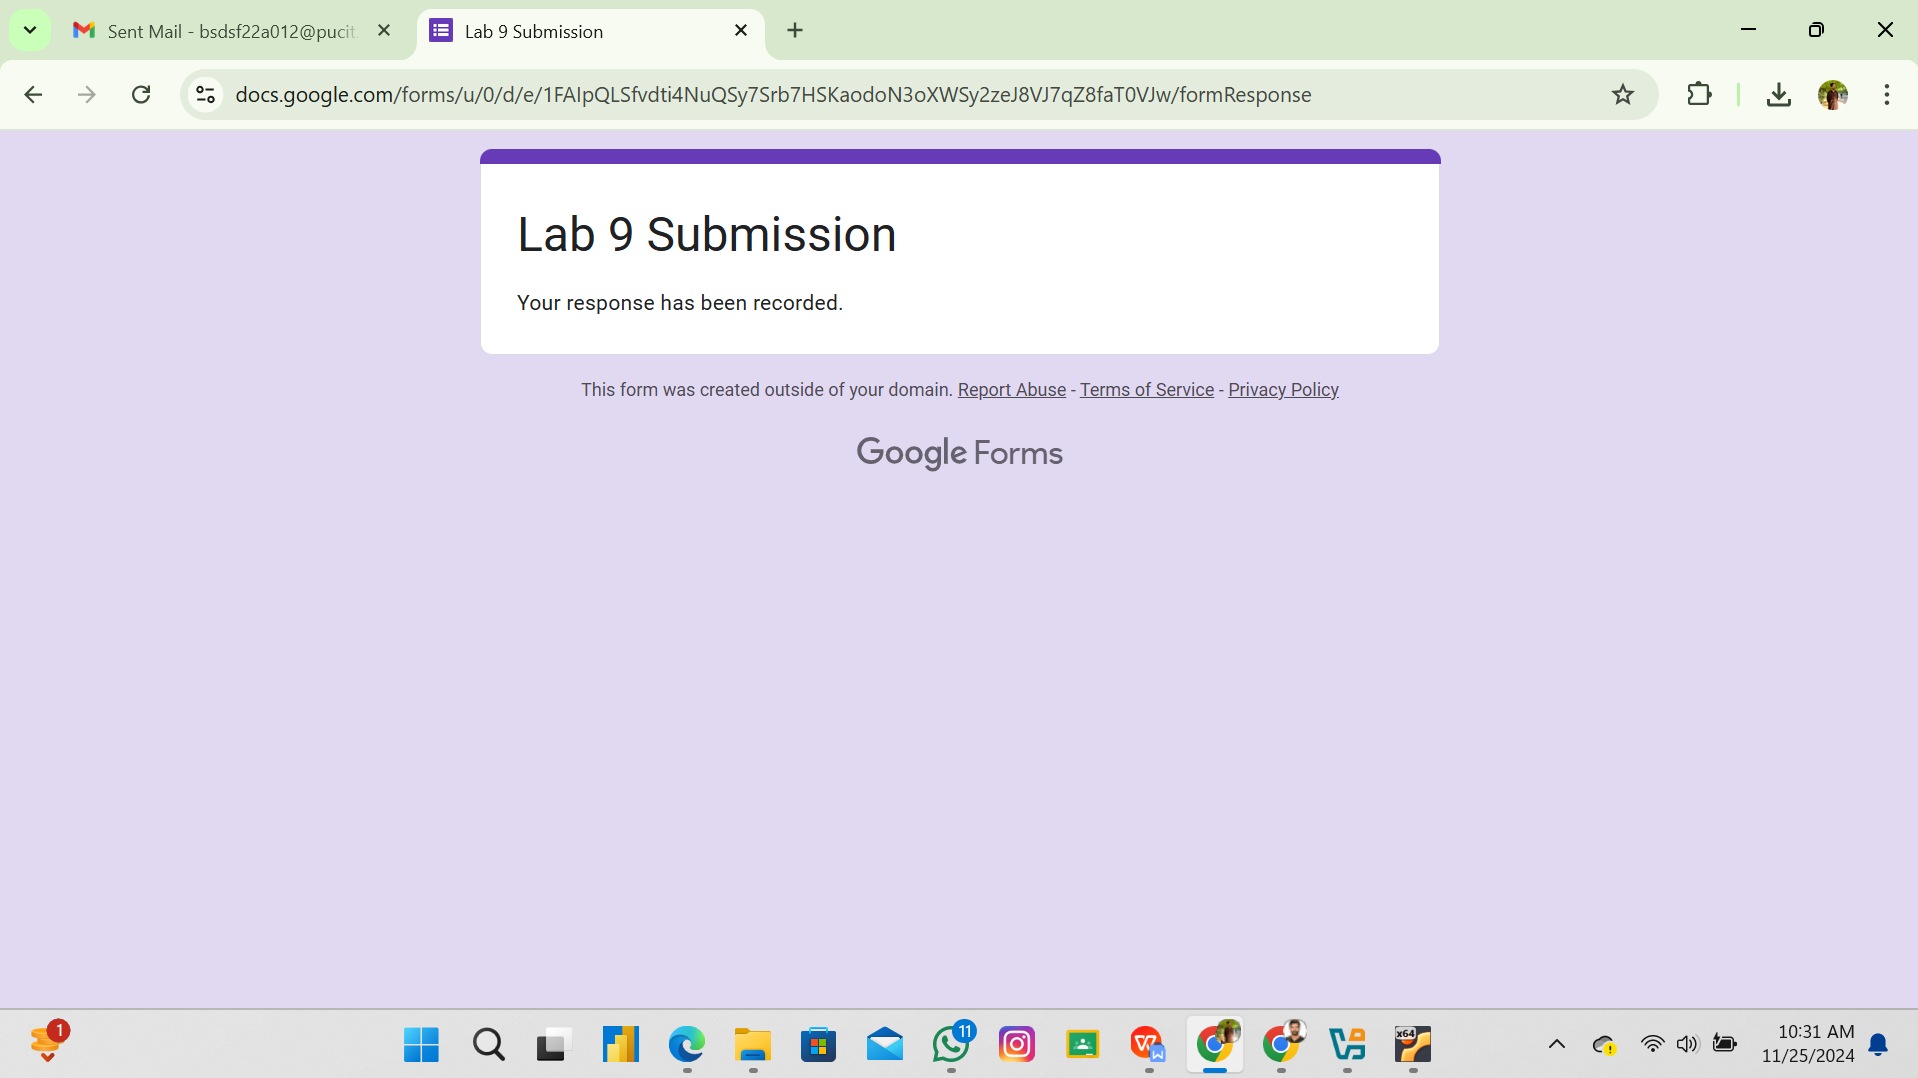 Sent Mail - bsdsf22a012@pucit.
Lab 9 Submission
docs.google.com/forms/u/0/d/e/1FAIpQLSfvdti4NuQSy7Srb7HSKaodoN3oXWSy2zeJ8VJ7qZ8faT0VJw/formResponse
Lab 9 Submission
Your response has been recorded.
This form was created outside of your domain. Report Abuse - Terms of Service - Privacy Policy
Google Forms
1
11
x64
10:31 AM
11/25/2024